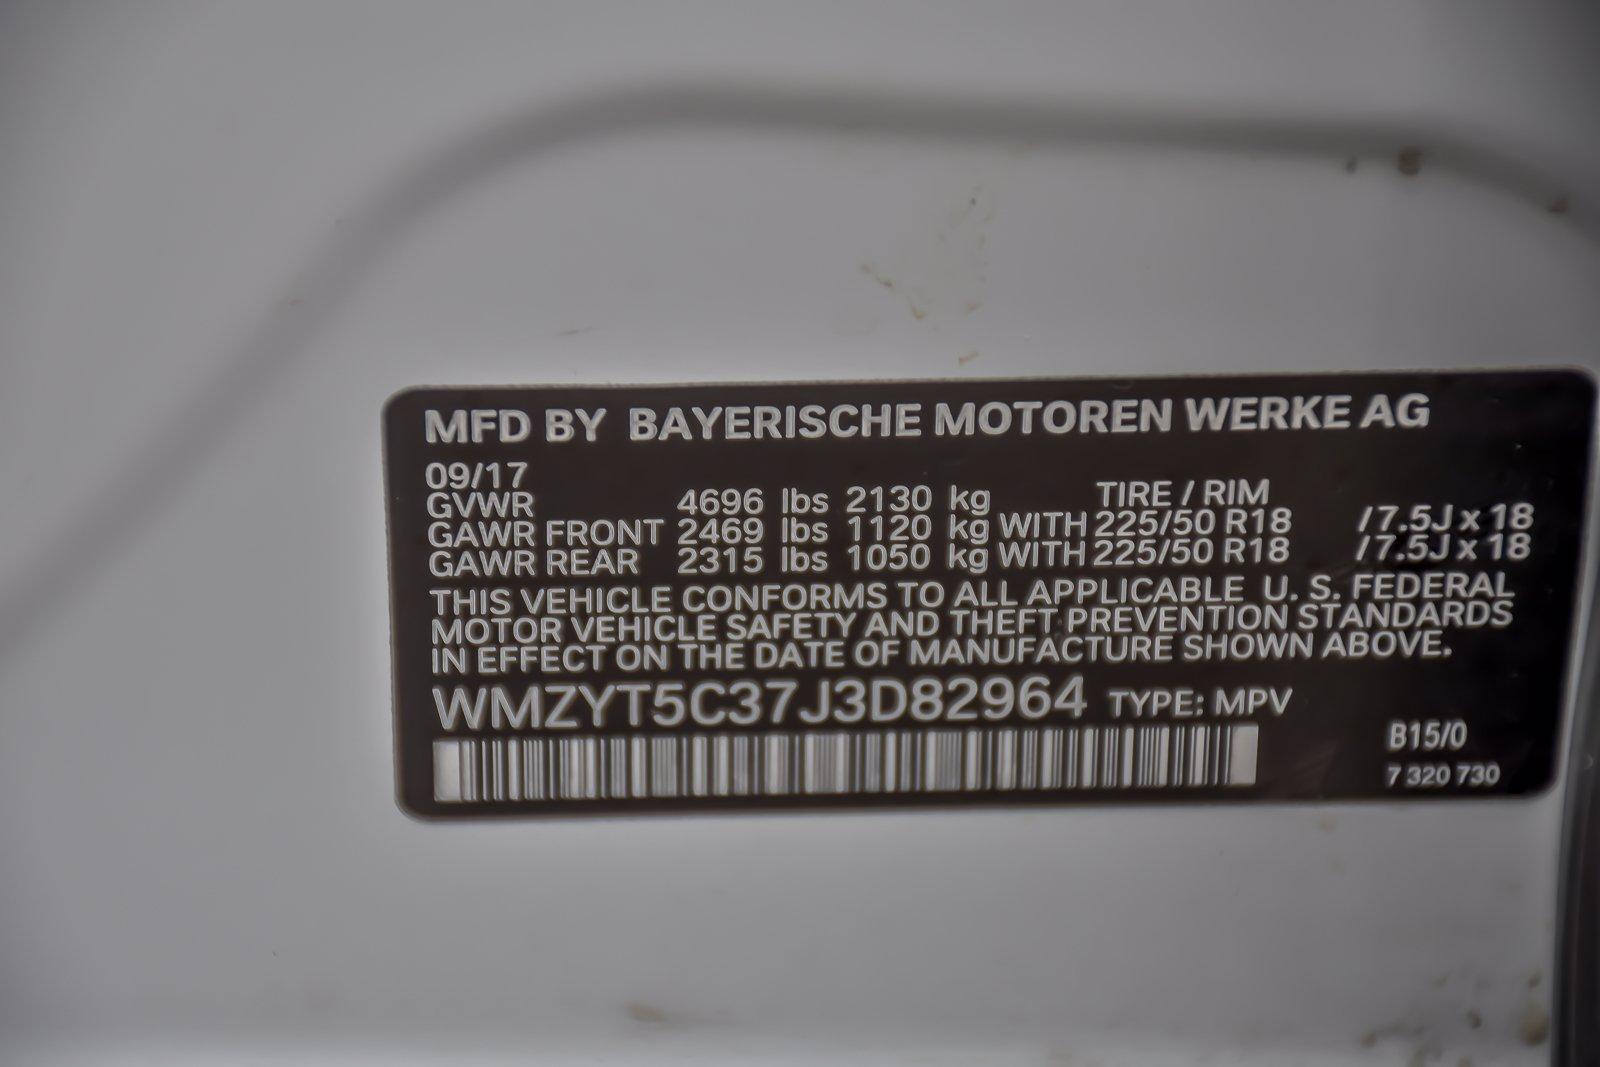 MFD BY BAYERISCHE MOTOREN WERKE AG
09/17
GVWR 4696 lbs 2130 kg TIRE / RIM
GAWR FRONT 2469 lbs 1120 kg WITH 225/50 R18 /7.5J x 18
GAWR REAR 2315 lbs 1050 kg WITH 225/50 R18 /7.5J x 18
THIS VEHICLE CONFORMS TO ALL APPLICABLE U. S. FEDERAL
MOTOR VEHICLE SAFETY AND THEFT PREVENTION STANDARDS
IN EFFECT ON THE DATE OF MANUFACTURE SHOWN ABOVE.
WMZYT5C37J3D82964 TYPE: MPV
B15/0
7 320 730